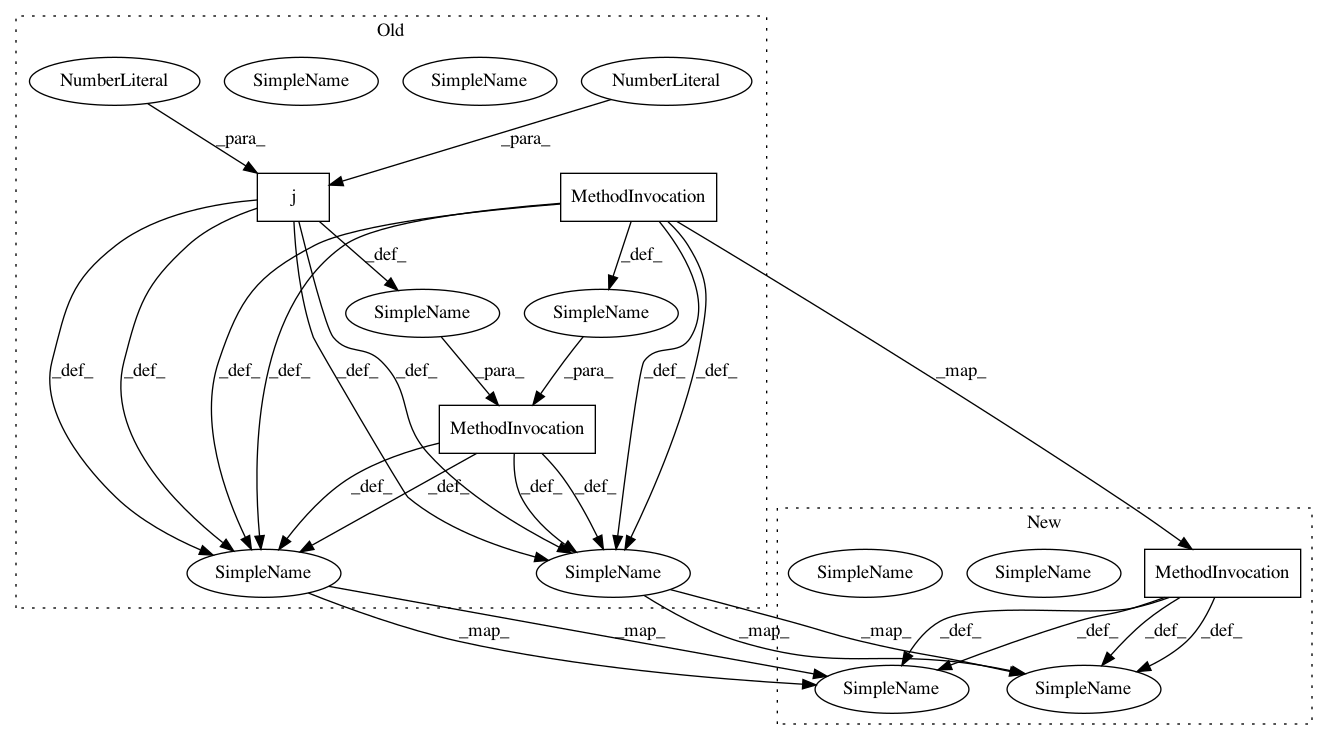 Old
NumberLiteral SimpleName SimpleName NumberLiteral
_para_ _para_
j MethodInvocation
_def_ _def_
SimpleName SimpleName
_def_ _def_ _def_ _def_ _def_ _def_ _para_ _para_ _def_ _def_ _map_
MethodInvocation
_def_ _def_ _def_ _def_
New
SimpleName SimpleName SimpleName SimpleName MethodInvocation
_map_ _map_ _map_ _map_ _def_ _def_ _def_ _def_
SimpleName SimpleName